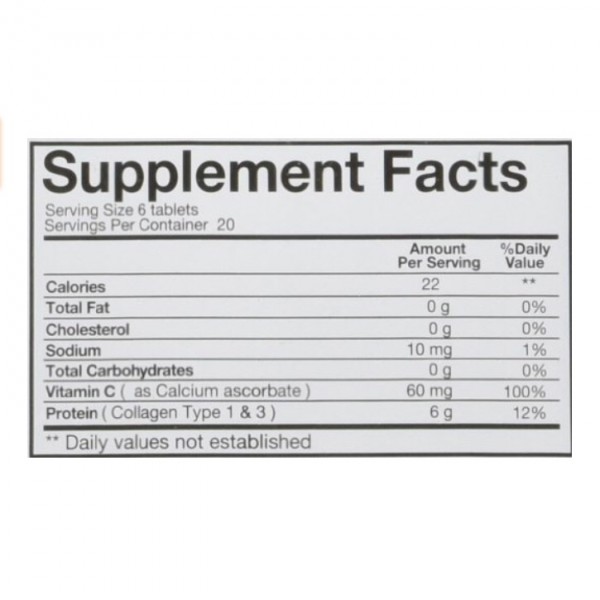 Supplement Facts
Serving Size 6 tablets
Servings Per Container 20
Amount Per Serving %Daily Value
Calories 22 **
Total Fat 0 g 0%
Cholesterol 0 g 0%
Sodium 10 mg 1%
Total Carbohydrates 0 g 0%
Vitamin C ( as Calcium ascorbate ) 60 mg 100%
Protein ( Collagen Type 1 & 3 ) 6 g 12%
** Daily values not established